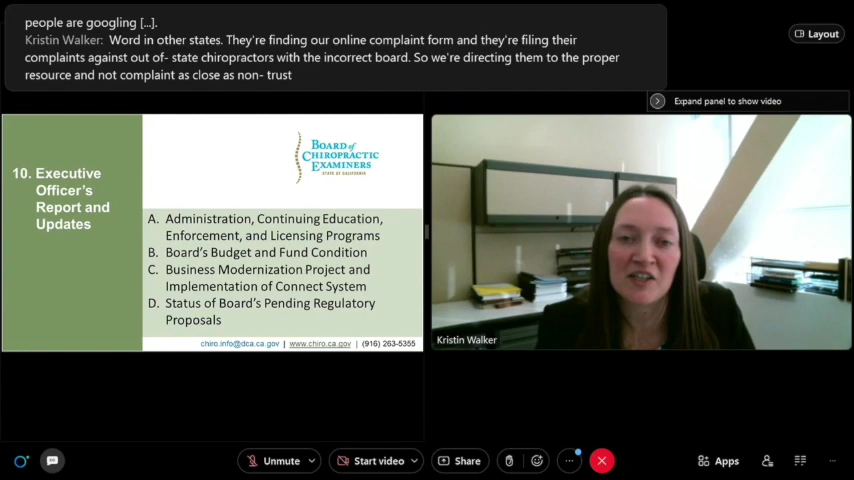 people are googling [...].
Kristin Walker: Word in other states. They're finding our online complaint form and they're filing their
complaints against out of- state chiropractors with the incorrect board. So we're directing them to the proper
resource and not complaint as close as non- trust
Layout
Expand panel to show video
10. Executive
Officer's
Report and
Updates
BOARD of
CHIROPRACTIC
EXAMINERS
STATE OF CALIFORNIA
A. Administration, Continuing Education,
Enforcement, and Licensing Programs
B. Board's Budget and Fund Condition
C. Business Modernization Project and
Implementation of Connect System
D. Status of Board's Pending Regulatory
Proposals
chiro.info@dca.ca.gov | www.chiro.ca.gov | (916) 263-5355
Kristin Walker
Unmute
Start video
Share
Apps